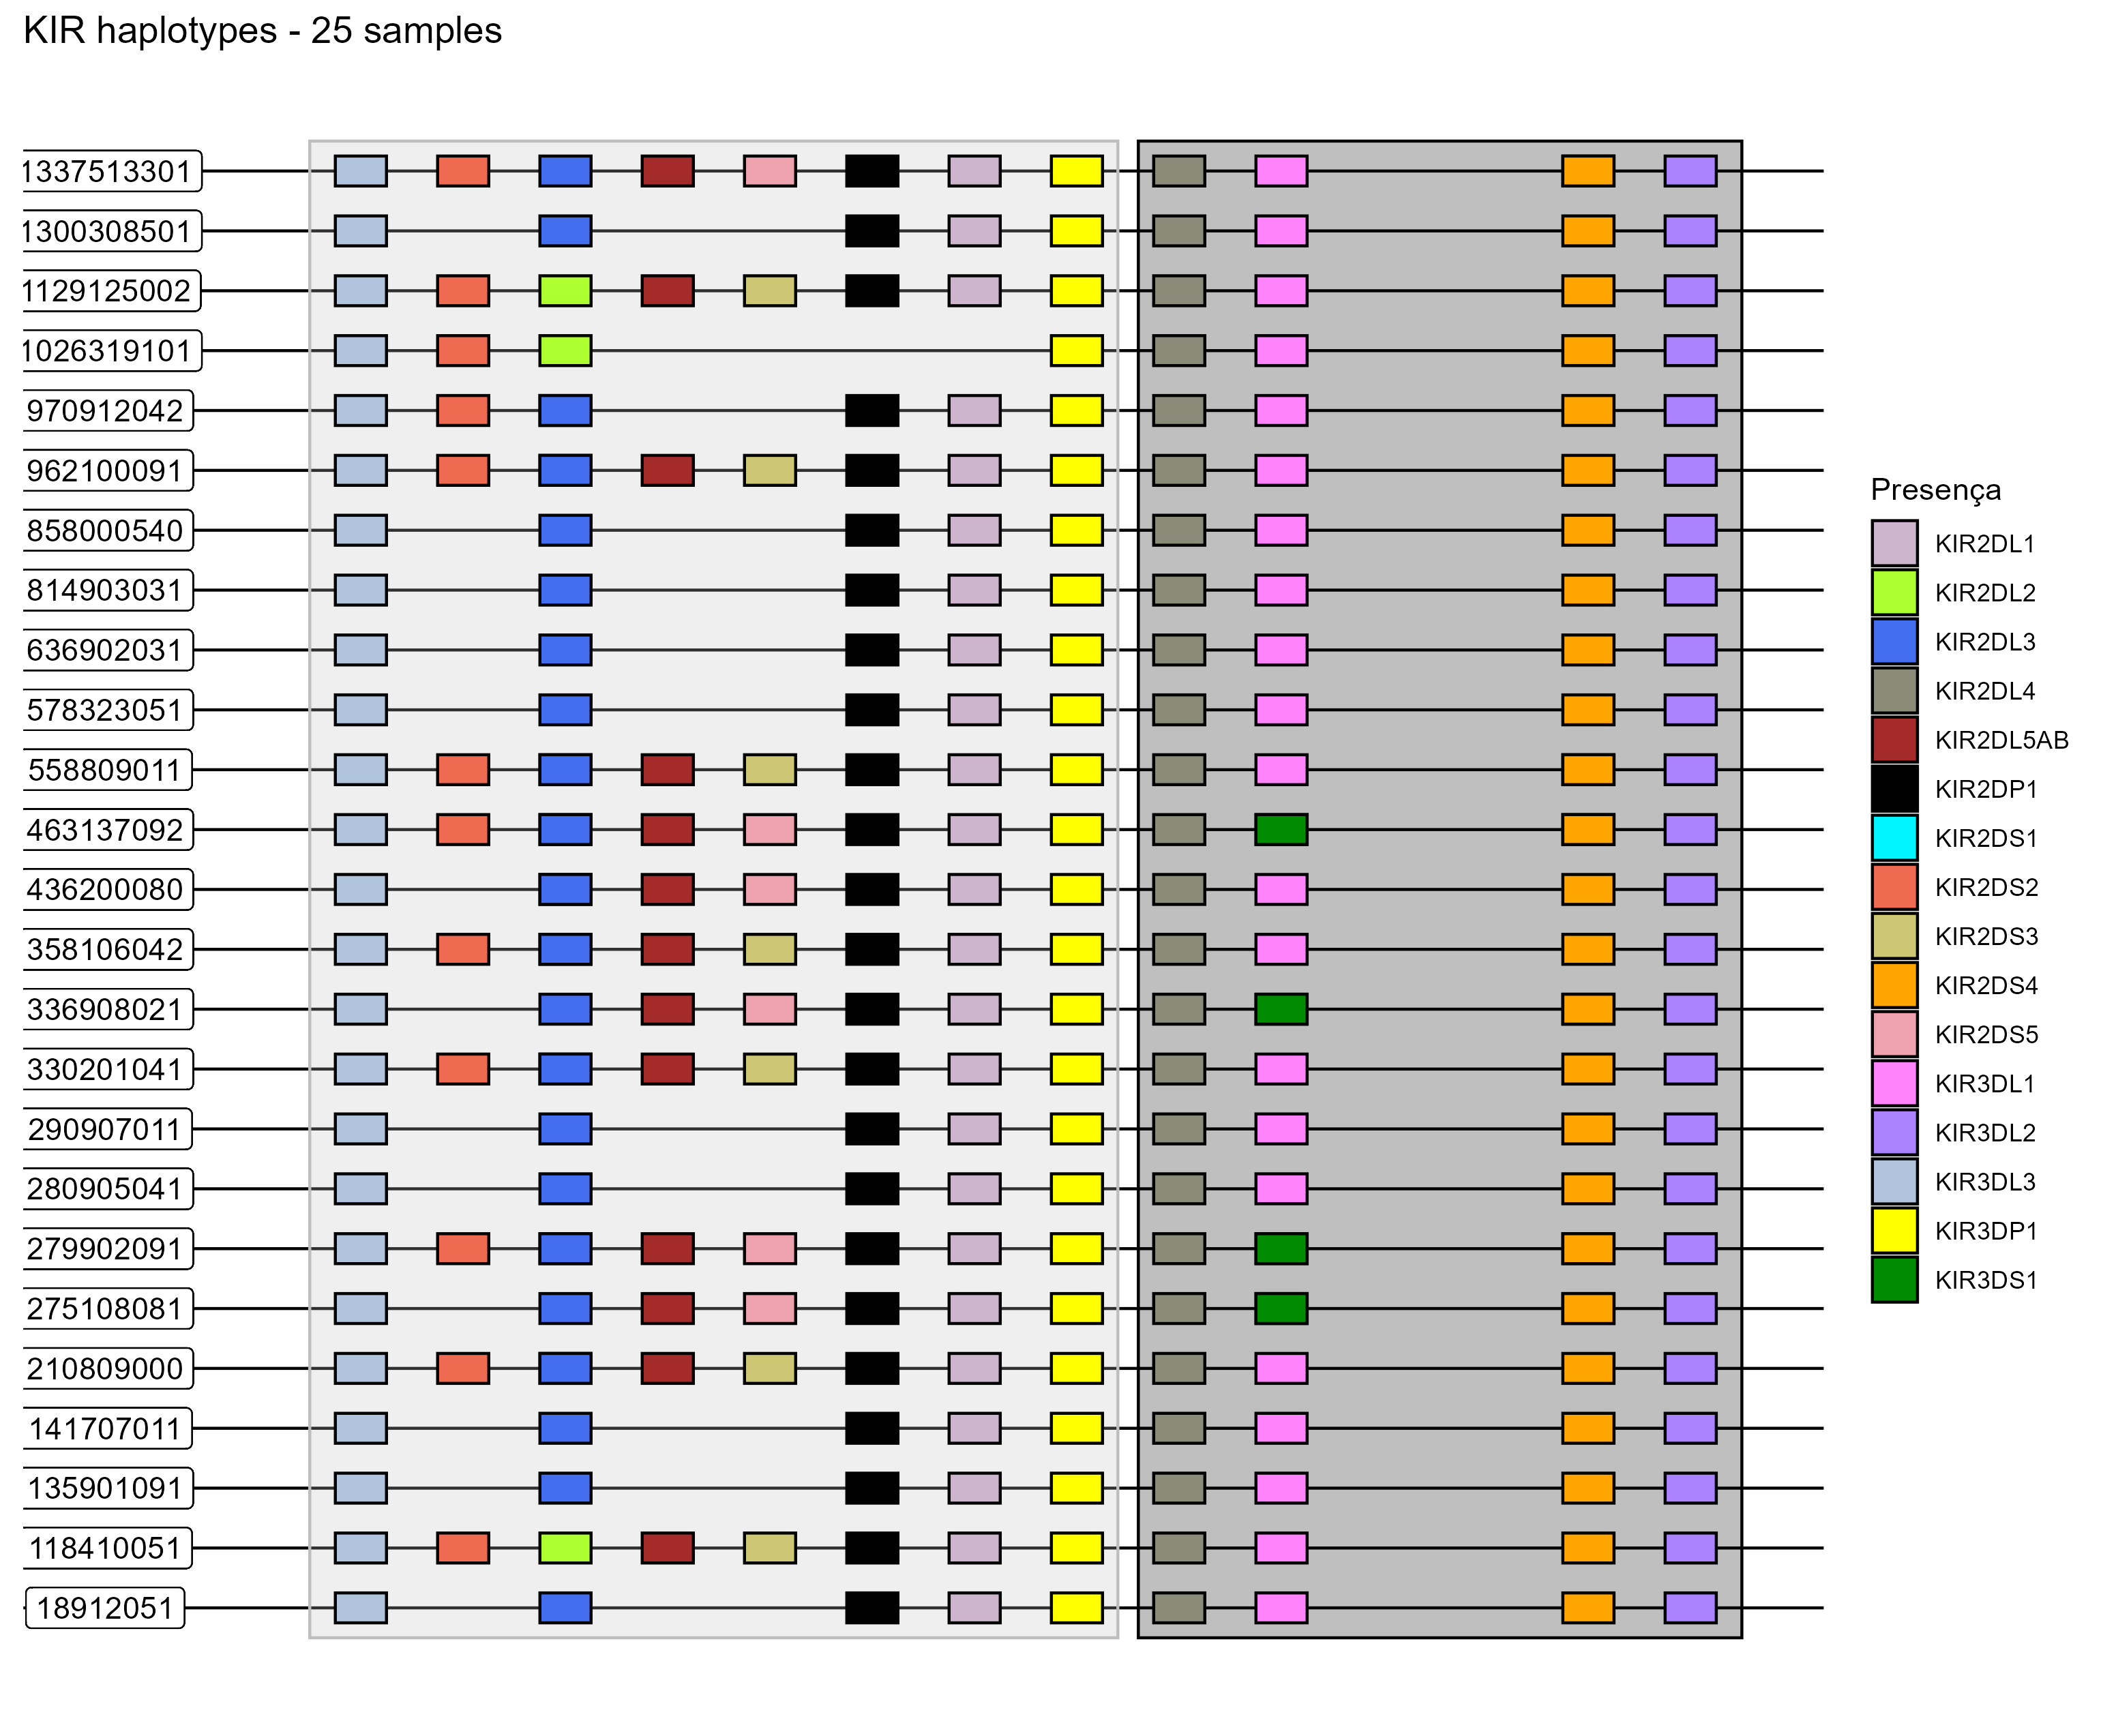 KIR haplotypes - 25 samples
1337513301
1300308501
1129125002
1026319101
970912042
962100091
858000540
814903031
636902031
578323051
558809011
463137092
436200080
358106042
336908021
330201041
290907011
280905041
279902091
275108081
210809000
141707011
135901091
118410051
18912051
Presença
KIR2DL1
KIR2DL2
KIR2DL3
KIR2DL4
KIR2DL5AB
KIR2DP1
KIR2DS1
KIR2DS2
KIR2DS3
KIR2DS4
KIR2DS5
KIR3DL1
KIR3DL2
KIR3DL3
KIR3DP1
KIR3DS1